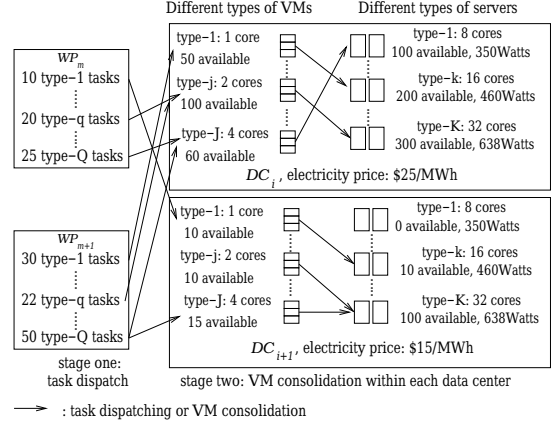 Different types of VMs
Different types of servers
WPm
10 type-1 tasks
20 type-q tasks
25 type-Q tasks
type-1: 1 core
50 available
type-j: 2 cores
100 available
type-J: 4 cores
60 available
type-1: 8 cores
100 available, 350Watts
type-k: 16 cores
200 available, 460Watts
type-K: 32 cores
300 available, 638Watts
DCi, electricity price: $25/MWh
WPm+1
30 type-1 tasks
22 type-q tasks
50 type-Q tasks
type-1: 1 core
10 available
type-j: 2 cores
10 available
type-J: 4 cores
15 available
type-1: 8 cores
0 available, 350Watts
type-k: 16 cores
10 available, 460Watts
type-K: 32 cores
100 available, 638Watts
DCi+1, electricity price: $15/MWh
stage one:
task dispatch
stage two: VM consolidation within each data center
: task dispatching or VM consolidation